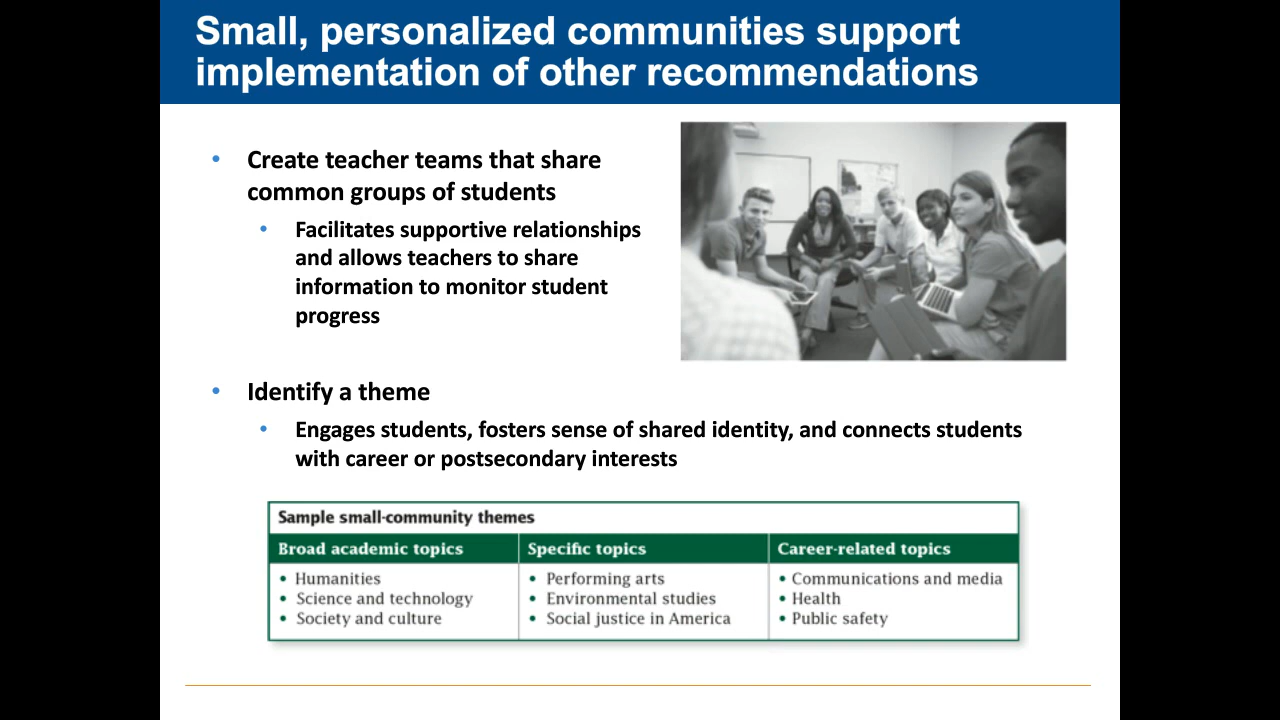 Small, personalized communities support
implementation of other recommendations
• Create teacher teams that share
common groups of students
• Facilitates supportive relationships
and allows teachers to share
information to monitor student
progress
• Identify a theme
• Engages students, fosters sense of shared identity, and connects students
with career or postsecondary interests
Sample small-community themes
Broad academic topics
• Humanities
• Science and technology
• Society and culture
Specific topics
• Performing arts
• Environmental studies
• Social justice in America
Career-related topics
• Communications and media
• Health
• Public safety